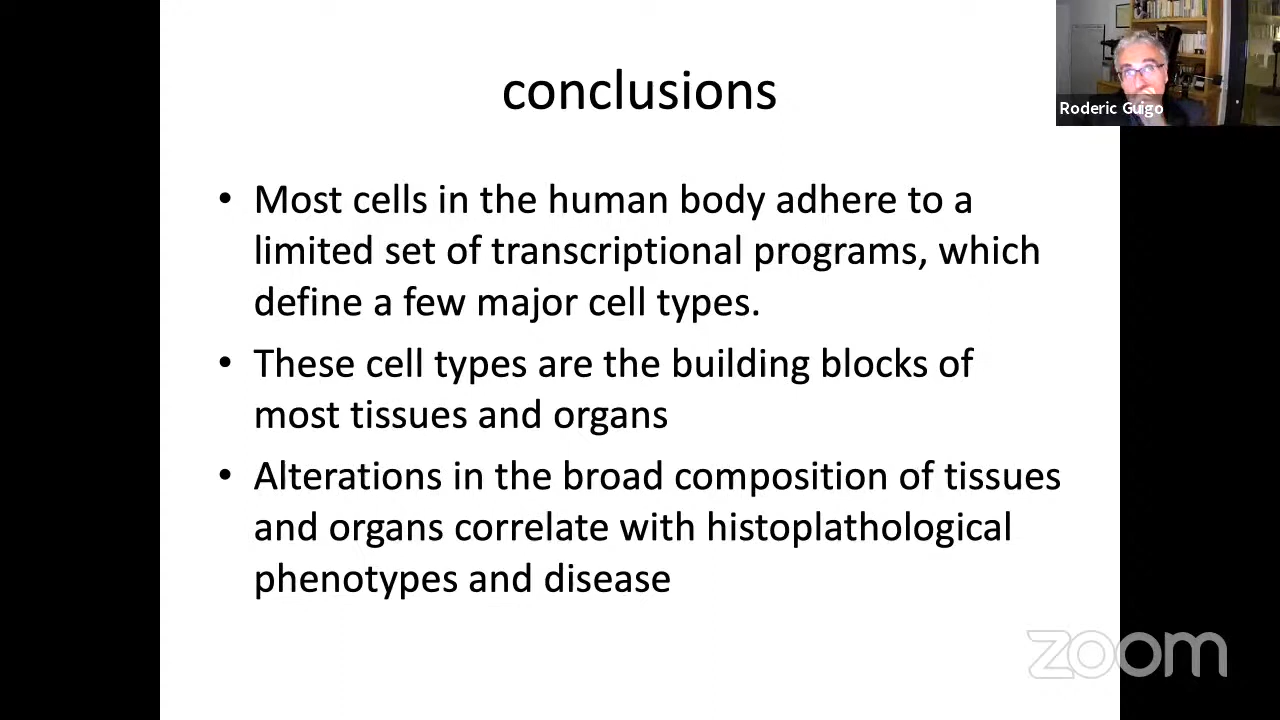 conclusions
Roderic Guigo
• Most cells in the human body adhere to a
limited set of transcriptional programs, which
define a few major cell types.
• These cell types are the building blocks of
most tissues and organs
• Alterations in the broad composition of tissues
and organs correlate with histoplathological
phenotypes and disease
zoom